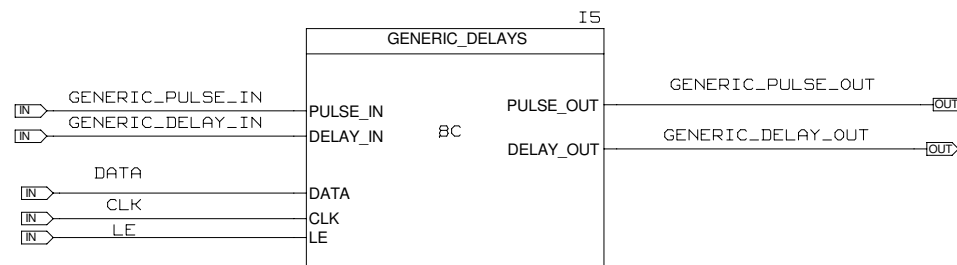 I5
GENERIC_DELAYS
IN GENERIC_PULSE_IN PULSE_IN PULSE_OUT GENERIC_PULSE_OUT OUT
IN GENERIC_DELAY_IN DELAY_IN 8C DELAY_OUT GENERIC_DELAY_OUT OUT
IN DATA DATA
IN CLK CLK
IN LE LE